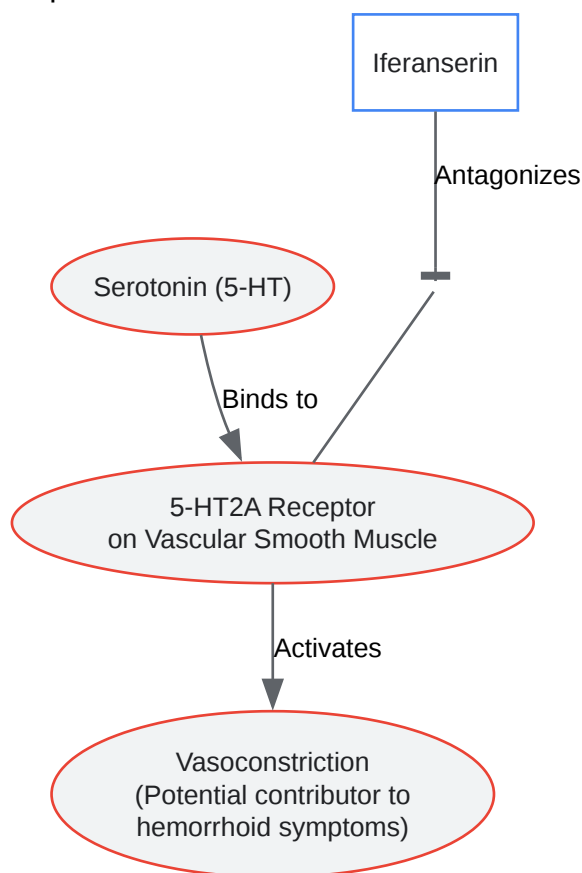 Iferanserin
Antagonizes
Serotonin (5-HT)
Binds to
5-HT2A Receptor
on Vascular Smooth Muscle
Activates
Vasoconstriction
(Potential contributor to
hemorrhoid symptoms)